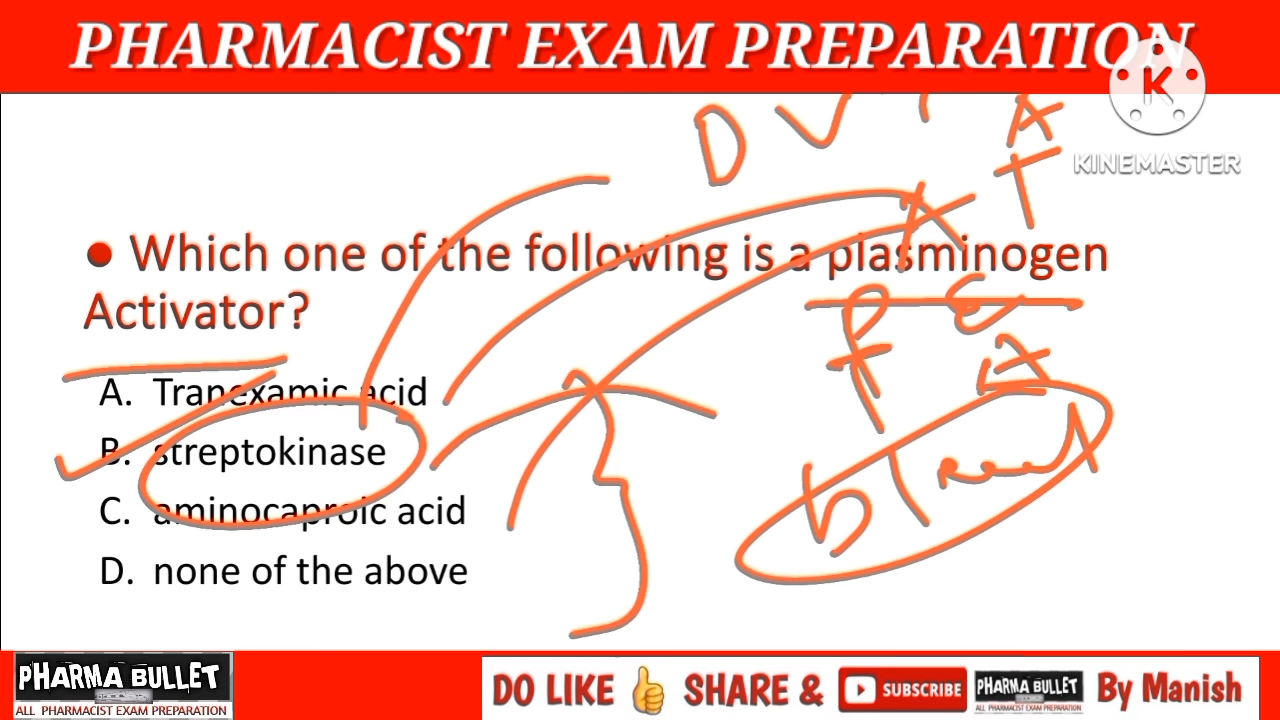 PHARMACIST EXAM PREPARATION
KINEMASTER
D V
A
T
● Which one of the following is a plasminogen
Activator?
A. Tranexamic acid
B. streptokinase
C. aminocaproic acid
D. none of the above
PHARMA BULLET
ALL PHARMACIST EXAM PREPARATION
DO LIKE SHARE & SUBSCRIBE PHARMA BULLET By Manish
ALL PHARMACIST EXAM PREPARATION